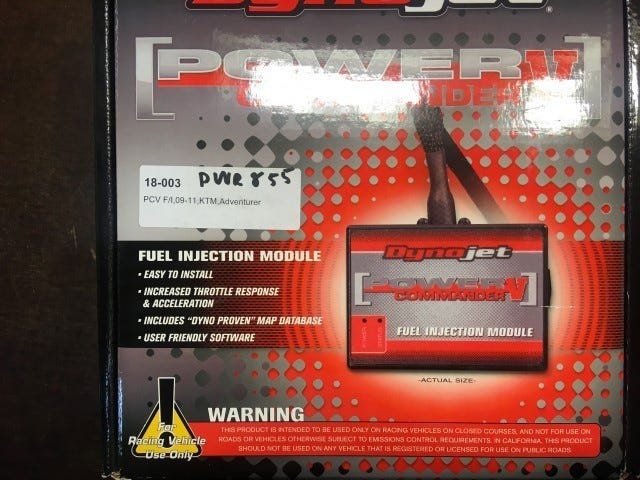 Dynojet
POWER V
COMMANDER
18-003 PWR 855
PCV F/I,09-11,KTM,Adventurer
FUEL INJECTION MODULE
• EASY TO INSTALL
• INCREASED THROTTLE RESPONSE
& ACCELERATION
• INCLUDES "DYNO PROVEN" MAP DATABASE
• USER FRIENDLY SOFTWARE
Dynojet
POWER V
COMMANDER
FUEL INJECTION MODULE
-ACTUAL SIZE-
For
Racing Vehicle
Use Only
WARNING
THIS PRODUCT IS INTENDED TO BE USED ONLY ON RACING VEHICLES ON CLOSED COURSES, AND NOT FOR USE ON
ROADS OR VEHICLES OTHERWISE SUBJECT TO EMISSIONS CONTROL REQUIREMENTS. IN CALIFORNIA, THIS PRODUCT
SHOULD NOT BE USED ON ANY VEHICLE THAT IS REGISTERED OR LICENSED FOR USE ON PUBLIC ROADS